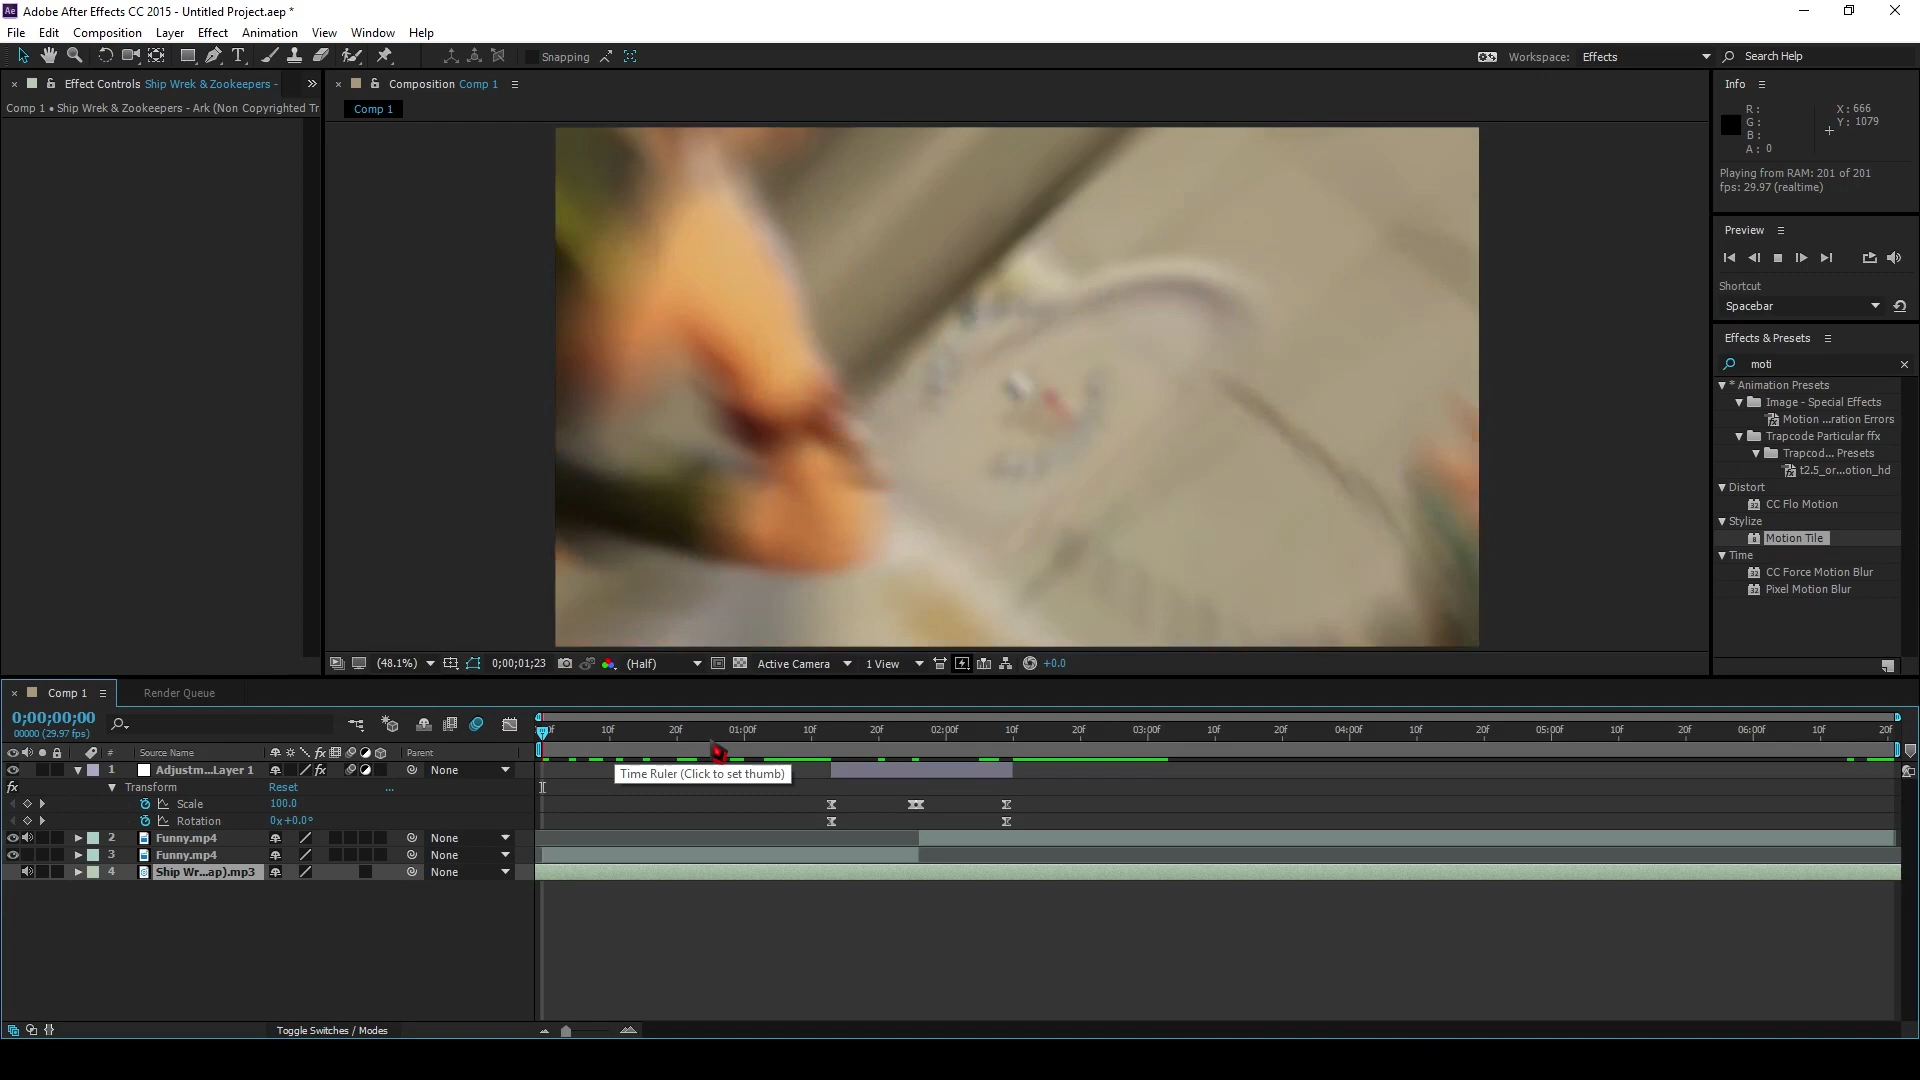 Ae Adobe After Effects CC 2015 - Untitled Project.aep *
File Edit Composition Layer Effect Animation View Window Help
Snapping
Workspace: Effects
Search Help
Effect Controls Ship Wrek & Zookeepers -
Comp 1 • Ship Wrek & Zookeepers - Ark (Non Copyrighted Tr
Composition Comp 1
Comp 1
Info
R :
G :
B :
A : 0
X : 666
Y : 1079
Playing from RAM: 201 of 201
fps: 29.97 (realtime)
Preview
Shortcut
Spacebar
Effects & Presets
moti
* Animation Presets
Image - Special Effects
Motion ...ration Errors
Trapcode Particular ffx
Trapcod... Presets
t2.5_or...otion_hd
Distort
CC Flo Motion
Stylize
Motion Tile
Time
CC Force Motion Blur
Pixel Motion Blur
(48.1%) 0;00;01;23 (Half) Active Camera 1 View +0.0
Comp 1 Render Queue
0;00;00;00
00000 (29.97 fps)
10f 20f 01:00f 10f 20f 02:00f 10f 20f 03:00f 10f 20f 04:00f 10f 20f 05:00f 10f 20f 06:00f 10f 20f
# Source Name fx Parent
1 Adjustm...Layer 1 fx None
Time Ruler (Click to set thumb)
fx Transform Reset ...
Scale 100.0
Rotation 0x+0.0°
2 Funny.mp4 None
3 Funny.mp4 None
4 Ship Wr...ap).mp3 None
Toggle Switches / Modes